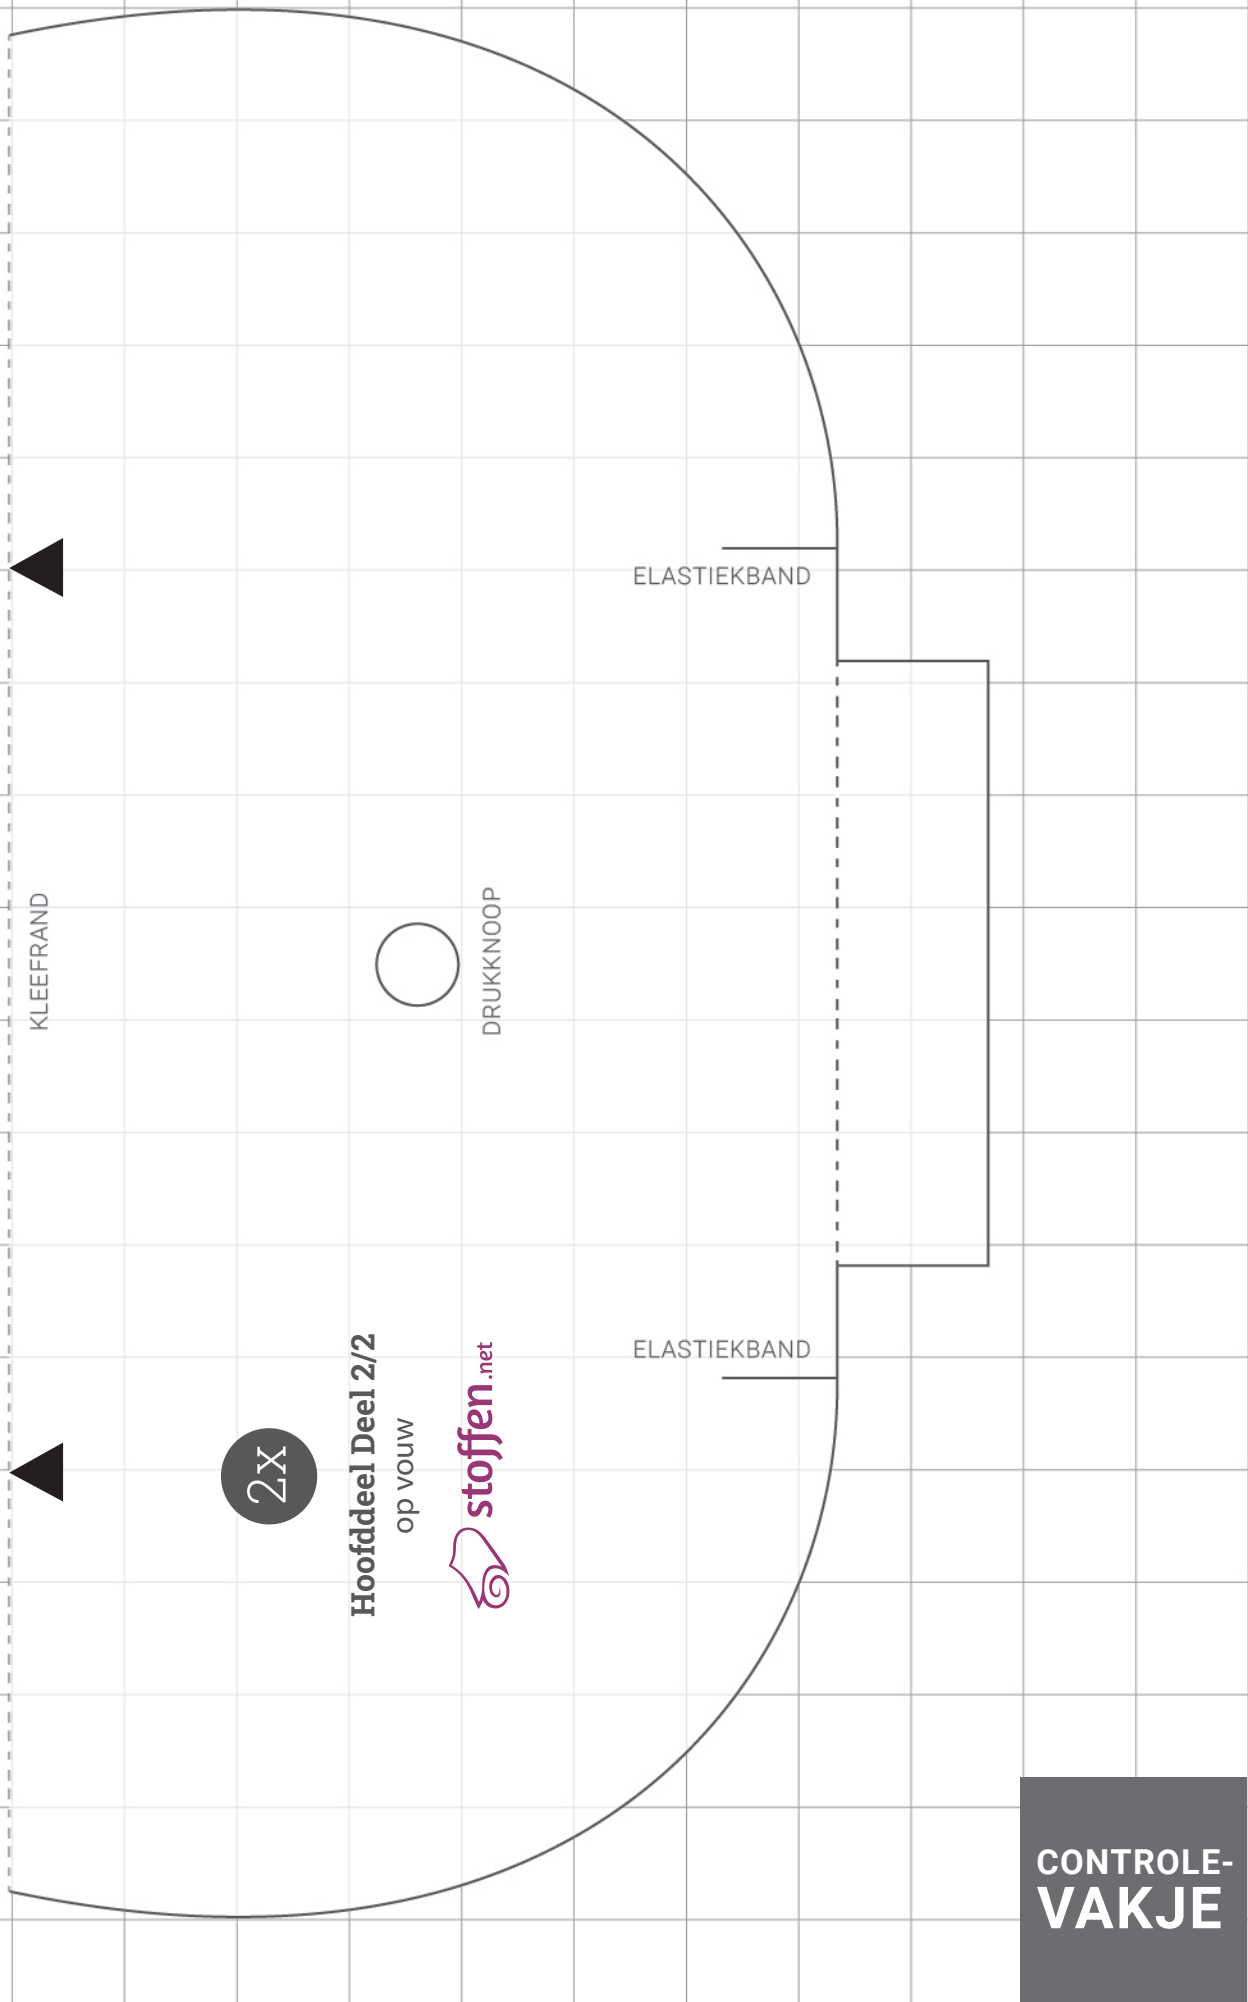 ELASTIEKBAND
KLEEFRAND
DRUKKNOOP
ELASTIEKBAND
2x
Hoofddeel Deel 2/2
op vouw
stoffen.net
CONTROLE-
VAKJE